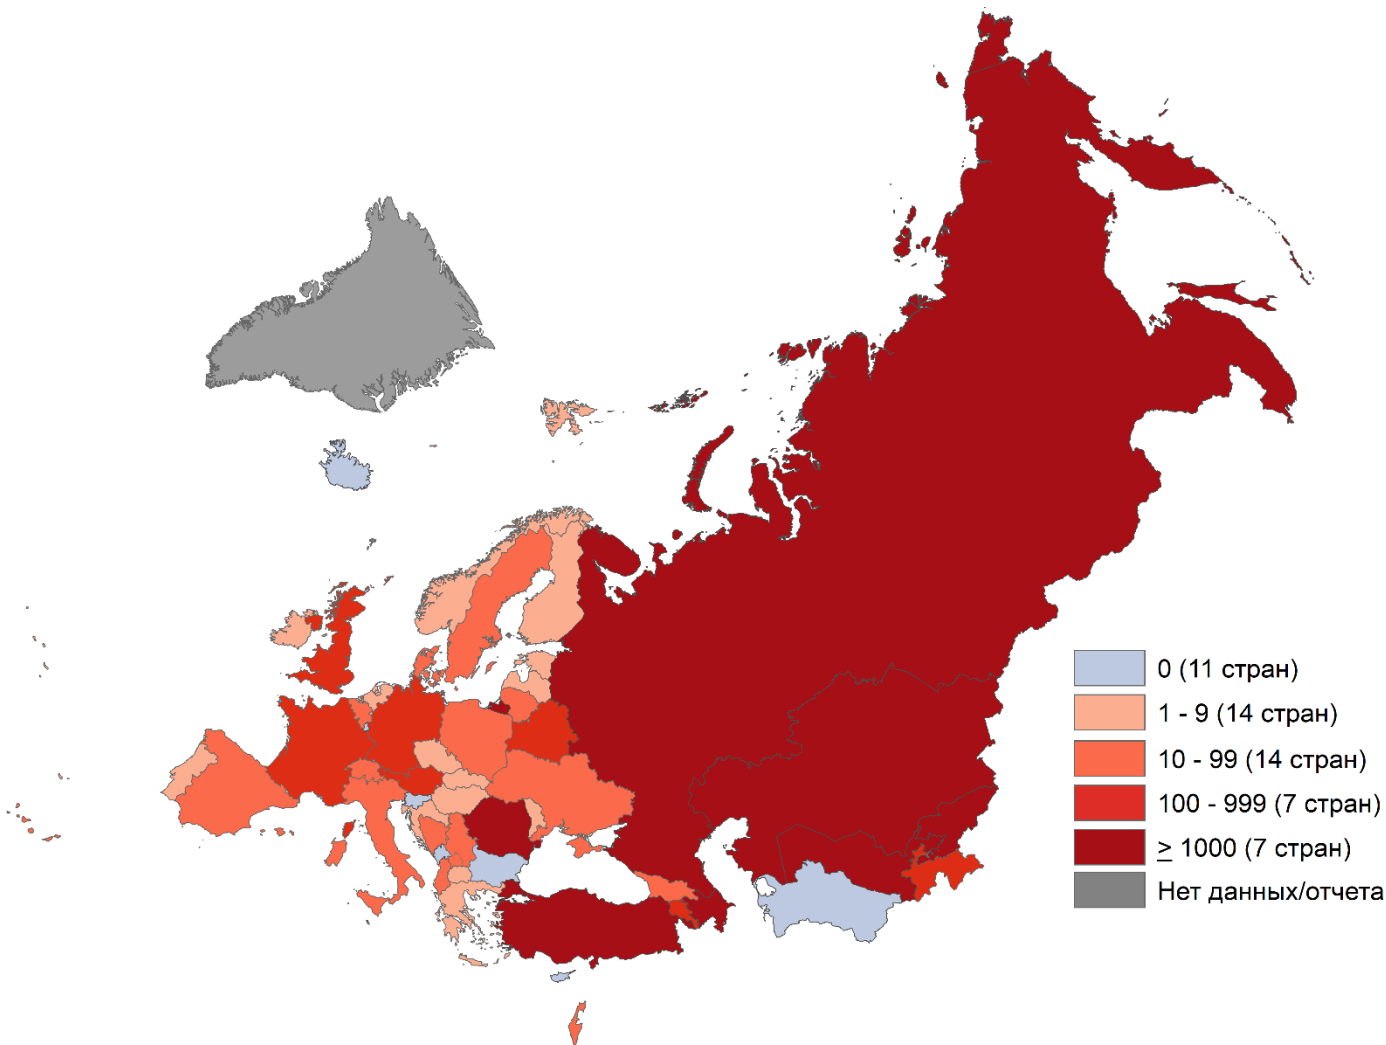 0 (11 стран)
1 - 9 (14 стран)
10 - 99 (14 стран)
100 - 999 (7 стран)
≥ 1000 (7 стран)
Нет данных/отчета